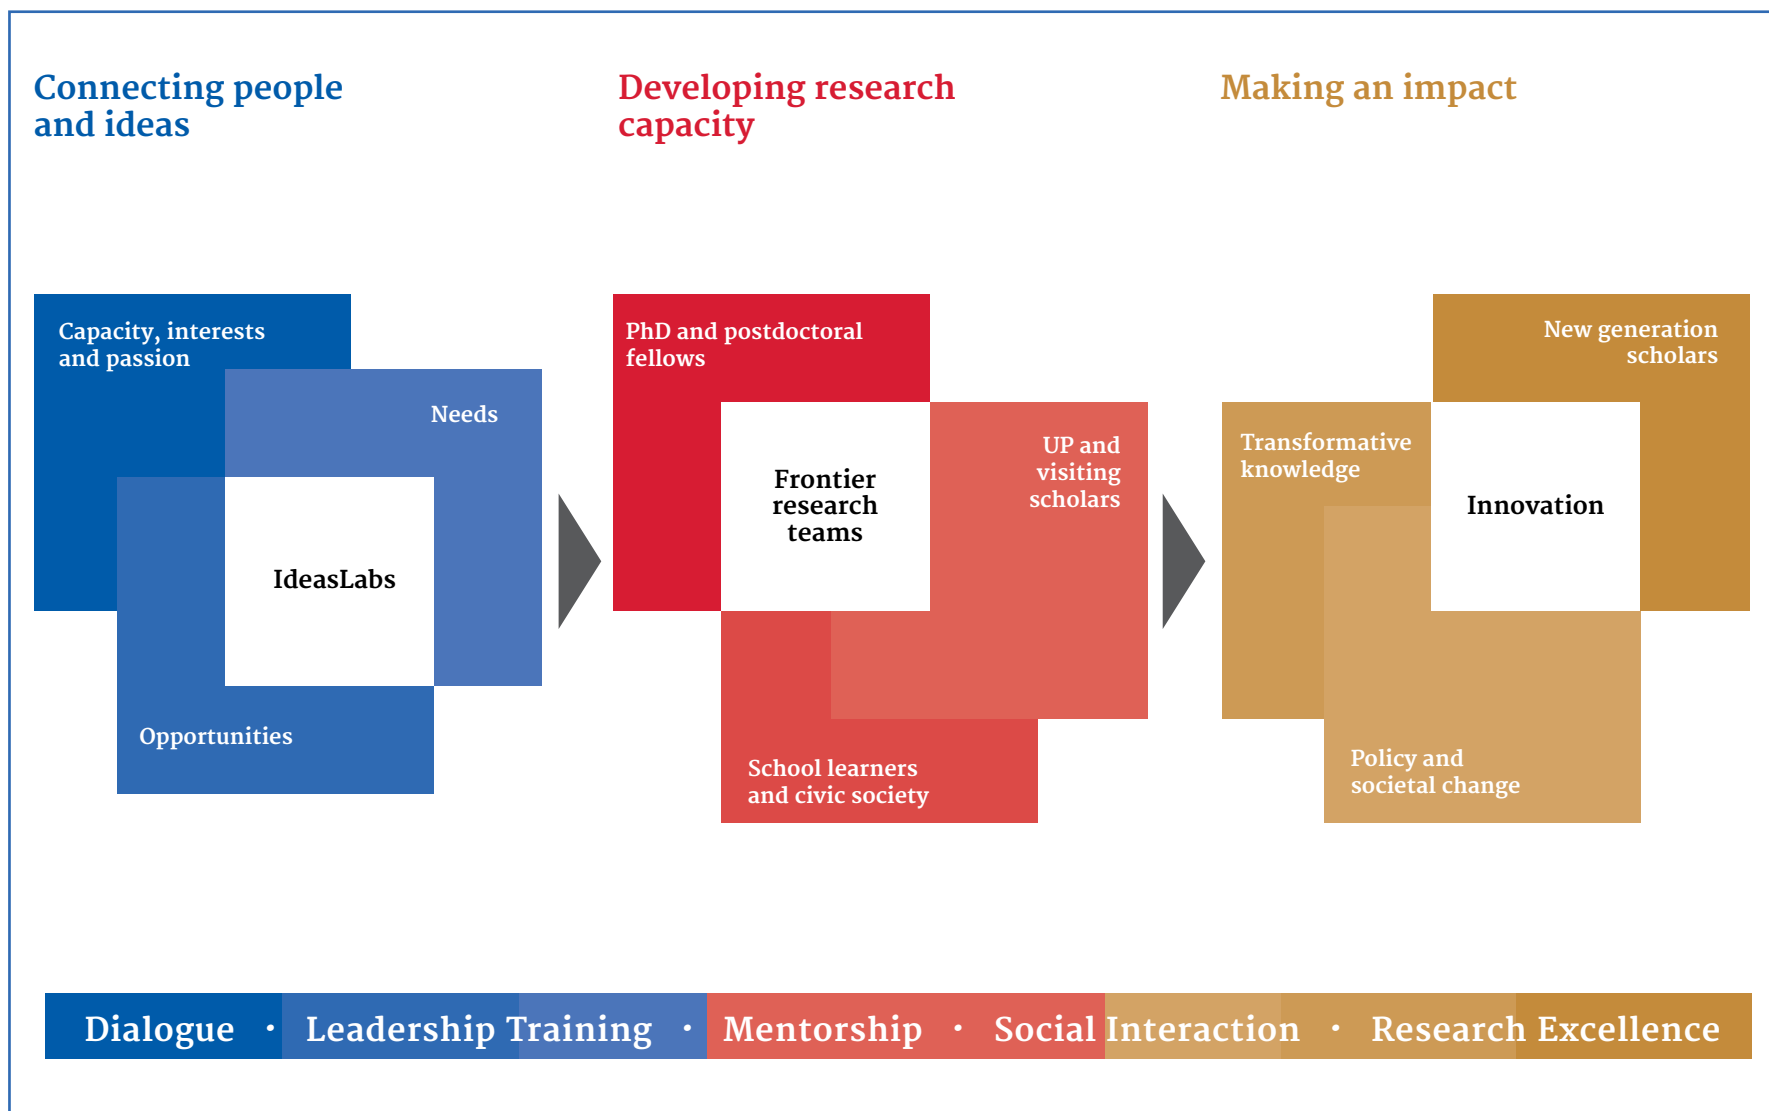 Connecting people
and ideas
Developing research
capacity
Making an impact
Capacity, interests
and passion
Needs
IdeasLabs
Opportunities
PhD and postdoctoral
fellows
UP and
visiting
scholars
Frontier
research
teams
School learners
and civic society
New generation
scholars
Transformative
knowledge
Innovation
Policy and
societal change
Dialogue · Leadership Training · Mentorship · Social Interaction · Research Excellence